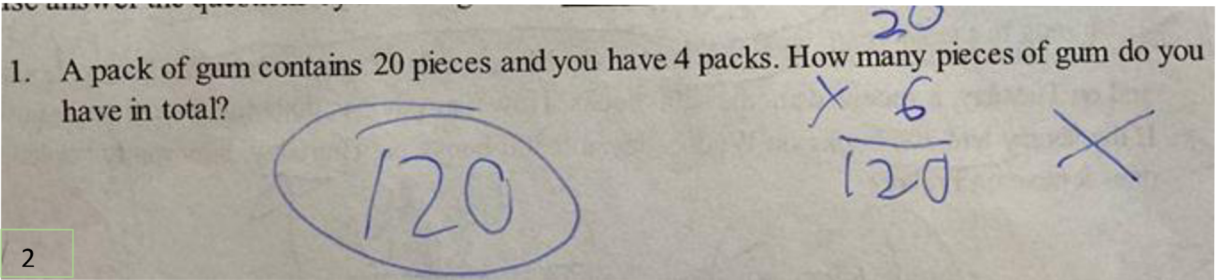 20
1. A pack of gum contains 20 pieces and you have 4 packs. How many pieces of gum do you
have in total?
× 6
120
120
2